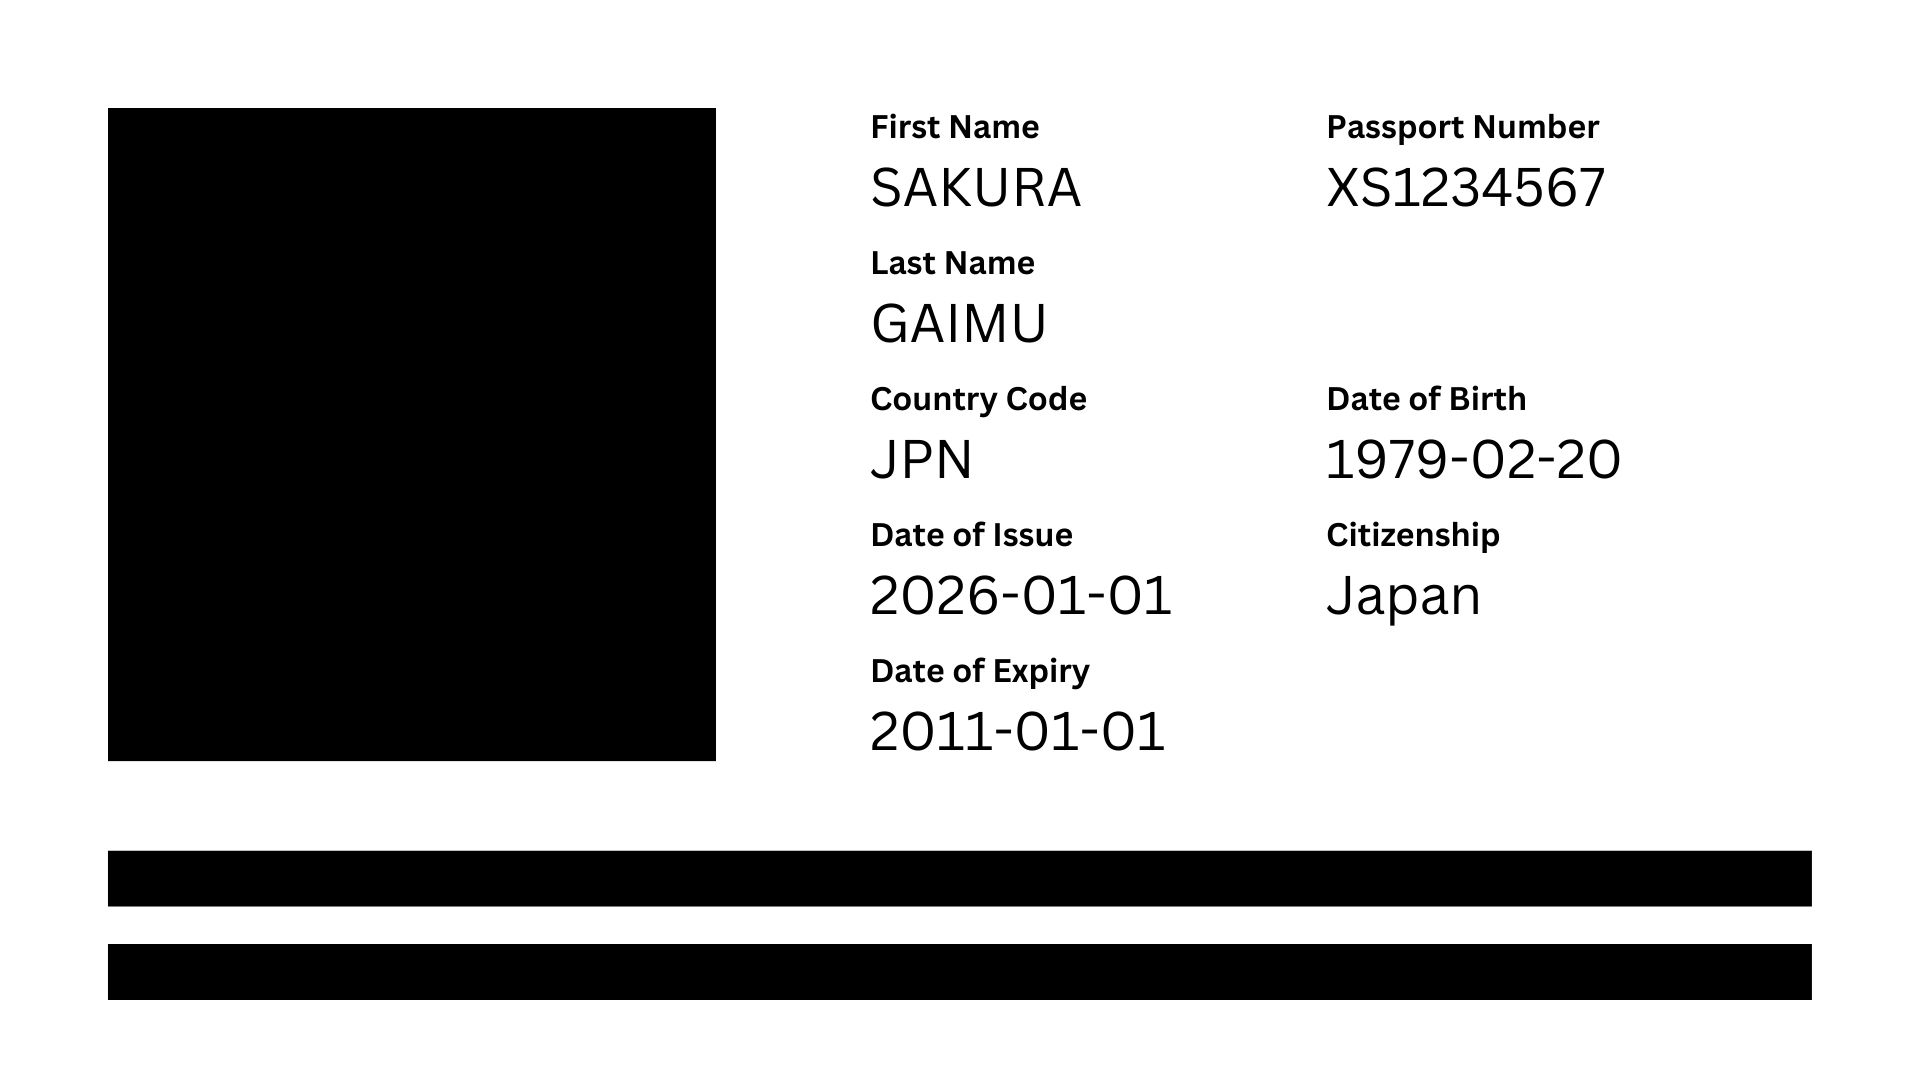 First Name
SAKURA
Last Name
GAIMU
Country Code
JPN
Date of Issue
2026-01-01
Date of Expiry
2011-01-01
Passport Number
XS1234567
Date of Birth
1979-02-20
Citizenship
Japan